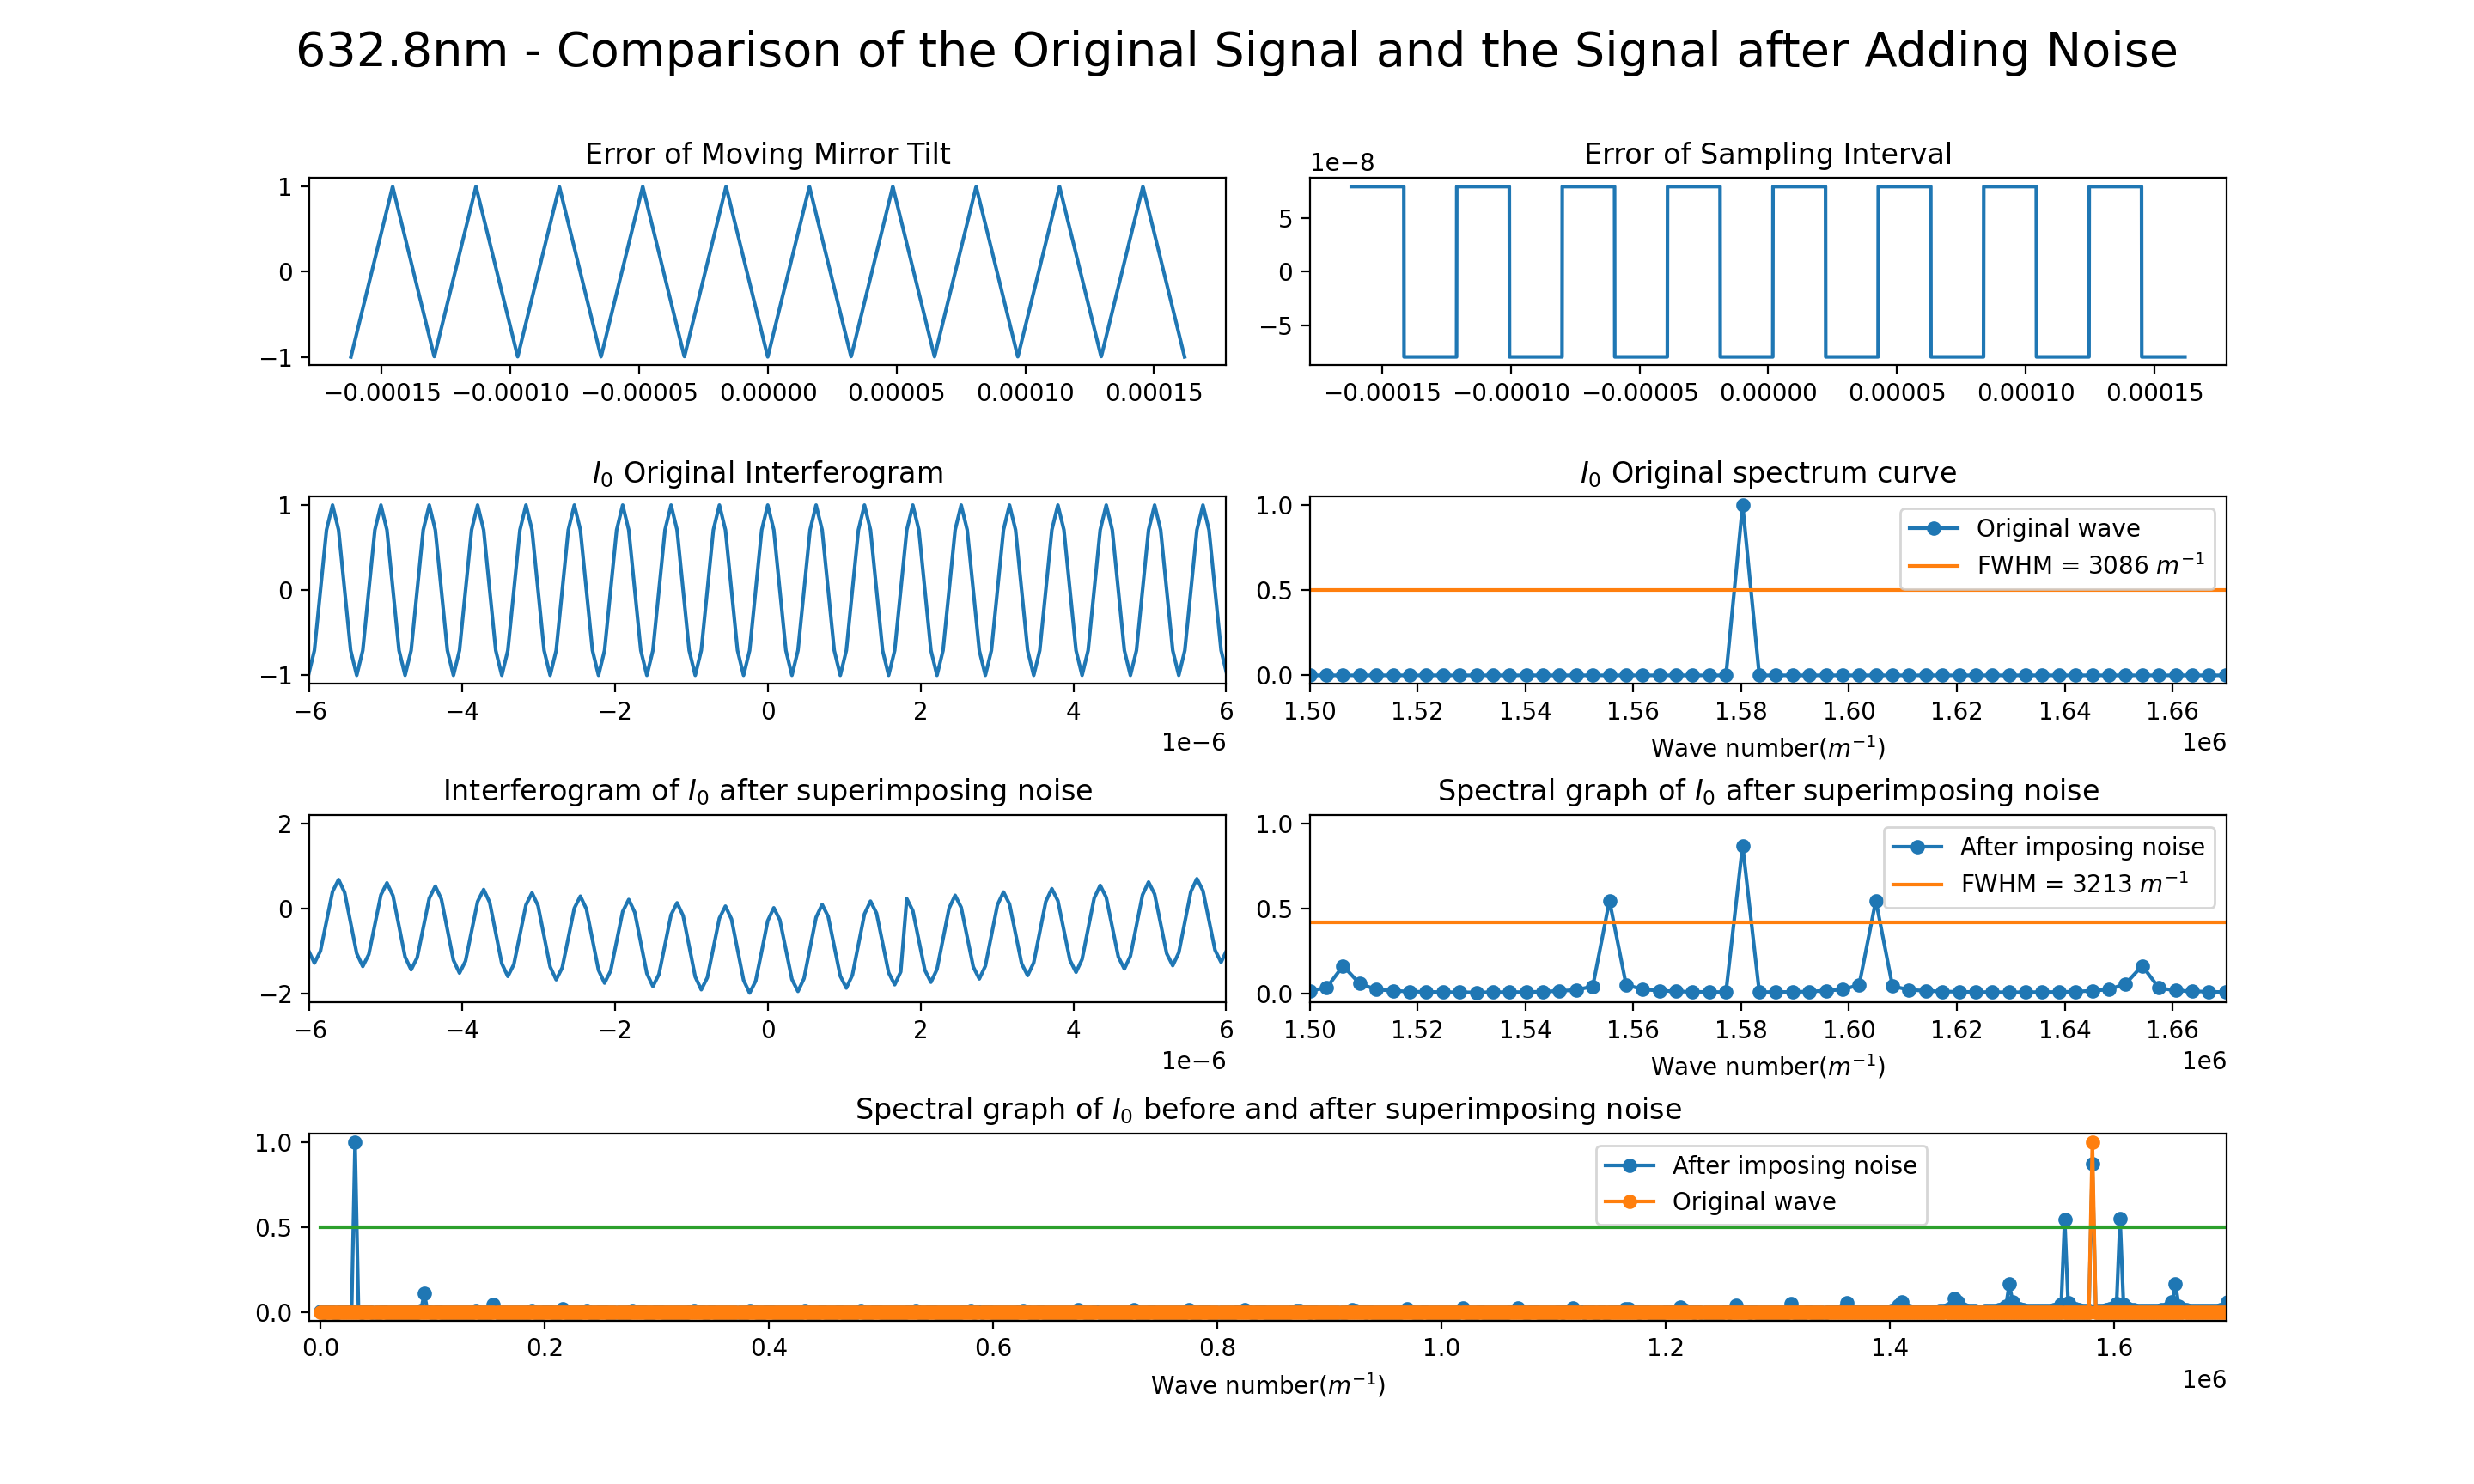 632.8nm - Comparison of the Original Signal and the Signal after Adding Noise
Error of Moving Mirror Tilt
1
0
−1
−0.00015 −0.00010 −0.00005 0.00000 0.00005 0.00010 0.00015
Error of Sampling Interval
1e−8
5
0
−5
−0.00015 −0.00010 −0.00005 0.00000 0.00005 0.00010 0.00015
I₀ Original Interferogram
1
0
−1
−6 −4 −2 0 2 4 6
1e−6
I₀ Original spectrum curve
1.0
0.5
0.0
Original wave
FWHM = 3086 m⁻¹
1.50 1.52 1.54 1.56 1.58 1.60 1.62 1.64 1.66
Wave number(m⁻¹)
1e6
Interferogram of I₀ after superimposing noise
2
0
−2
−6 −4 −2 0 2 4 6
1e−6
Spectral graph of I₀ after superimposing noise
1.0
0.5
0.0
After imposing noise
FWHM = 3213 m⁻¹
1.50 1.52 1.54 1.56 1.58 1.60 1.62 1.64 1.66
Wave number(m⁻¹)
1e6
Spectral graph of I₀ before and after superimposing noise
1.0
0.5
0.0
After imposing noise
Original wave
0.0 0.2 0.4 0.6 0.8 1.0 1.2 1.4 1.6
Wave number(m⁻¹)
1e6